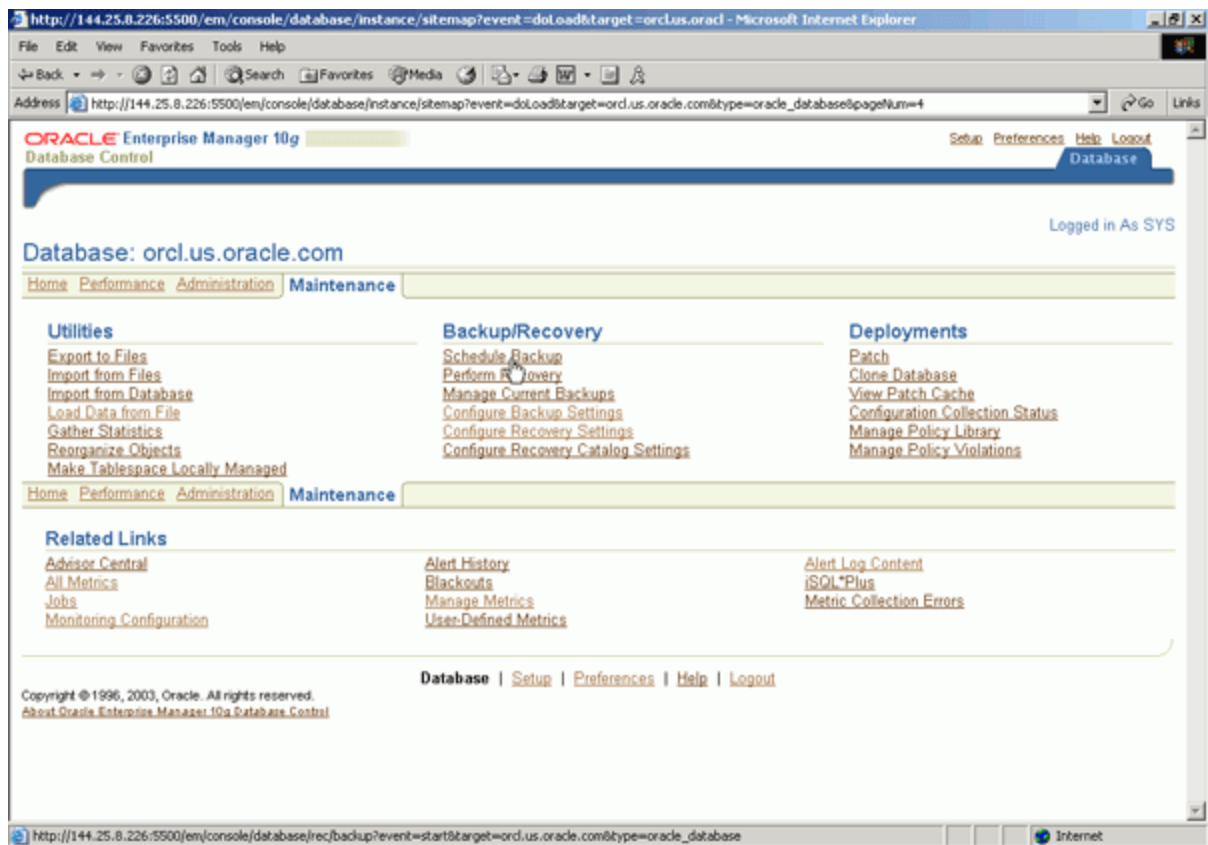 http://144.25.8.226:5500/em/console/database/instance/sitemap?event=doLoad&target=orcl.us.oracl - Microsoft Internet Explorer
File Edit View Favorites Tools Help
Back Search Favorites Media
Address http://144.25.8.226:5500/em/console/database/instance/sitemap?event=doLoad&target=orcl.us.oracle.com&type=oracle_database&pageNum=4 Go Links
ORACLE Enterprise Manager 10g
Database Control
Setup Preferences Help Logout
Database
Logged in As SYS
Database: orcl.us.oracle.com
Home Performance Administration Maintenance
Utilities
Export to Files
Import from Files
Import from Database
Load Data from File
Gather Statistics
Reorganize Objects
Make Tablespace Locally Managed
Backup/Recovery
Schedule Backup
Perform Recovery
Manage Current Backups
Configure Backup Settings
Configure Recovery Settings
Configure Recovery Catalog Settings
Deployments
Patch
Clone Database
View Patch Cache
Configuration Collection Status
Manage Policy Library
Manage Policy Violations
Home Performance Administration Maintenance
Related Links
Advisor Central
All Metrics
Jobs
Monitoring Configuration
Alert History
Blackouts
Manage Metrics
User-Defined Metrics
Alert Log Content
iSQL*Plus
Metric Collection Errors
Database | Setup | Preferences | Help | Logout
Copyright © 1996, 2003, Oracle. All rights reserved.
About Oracle Enterprise Manager 10g Database Control
http://144.25.8.226:5500/em/console/database/rec/backup?event=start&target=orcl.us.oracle.com&type=oracle_database Internet